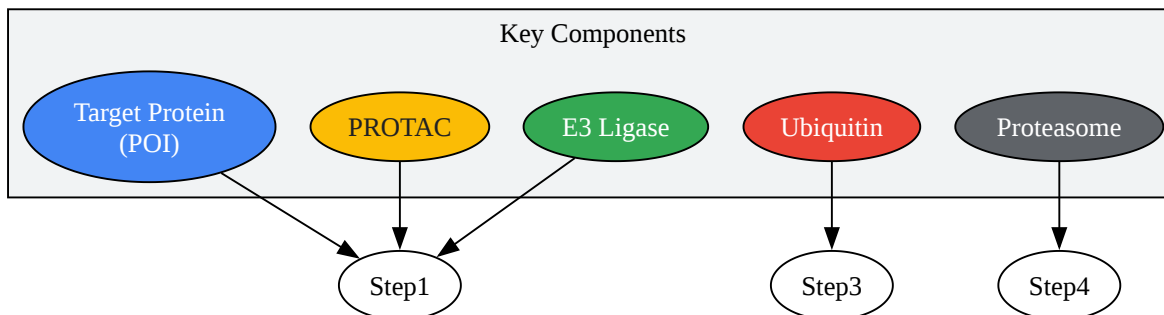 Key Components
Target Protein
(POI)
PROTAC
E3 Ligase
Ubiquitin
Proteasome
Step1
Step3
Step4